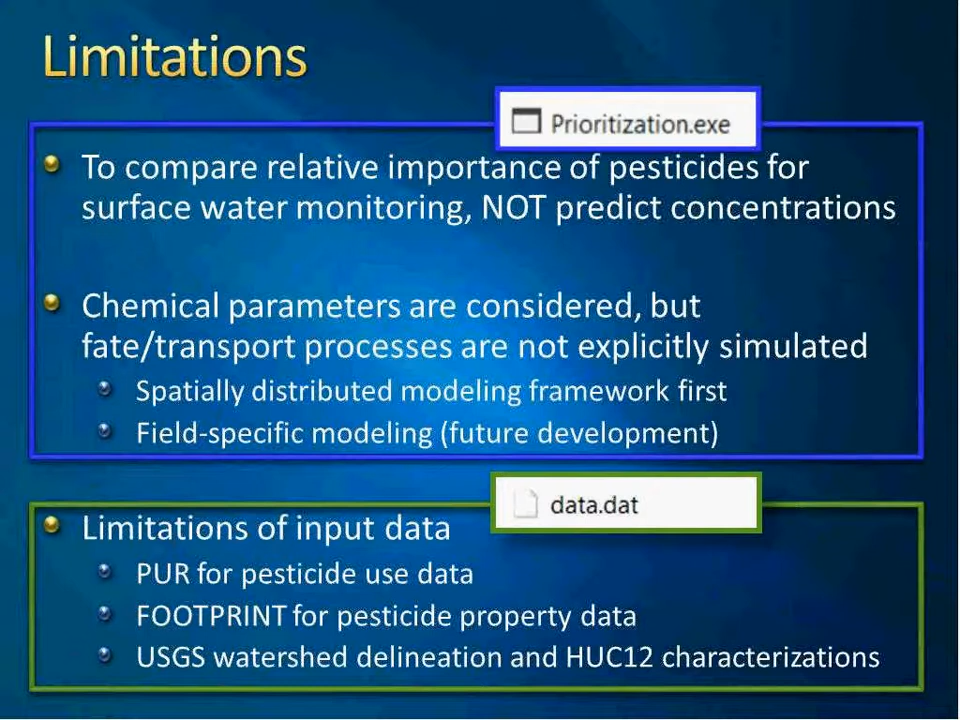 Limitations
Prioritization.exe
To compare relative importance of pesticides for
surface water monitoring, NOT predict concentrations
Chemical parameters are considered, but
fate/transport processes are not explicitly simulated
Spatially distributed modeling framework first
Field-specific modeling (future development)
data.dat
Limitations of input data
PUR for pesticide use data
FOOTPRINT for pesticide property data
USGS watershed delineation and HUC12 characterizations